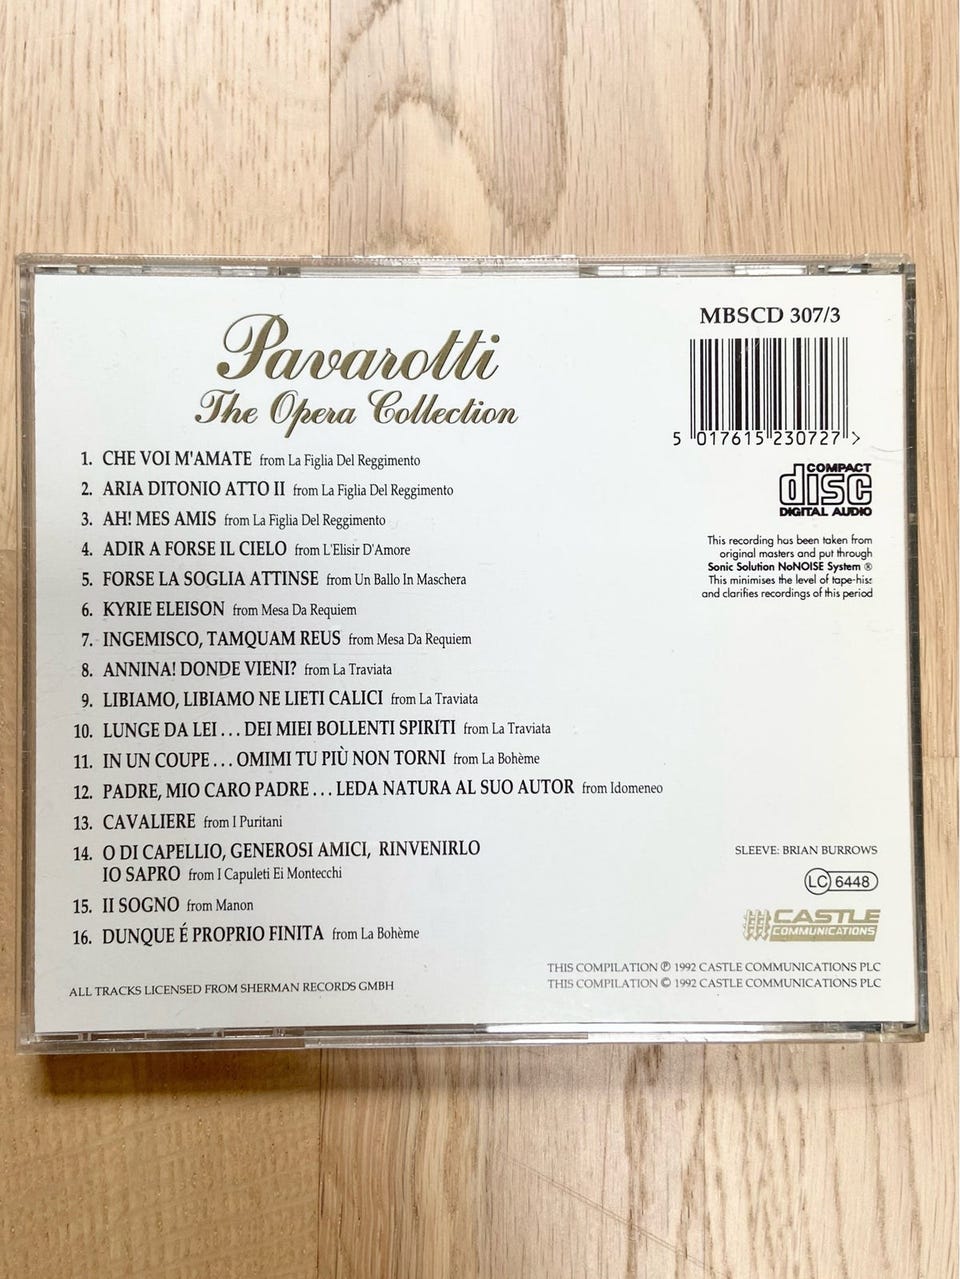 Pavarotti
The Opera Collection
MBSCD 307/3
5 017615 230727 >
COMPACT
disc
DIGITAL AUDIO
This recording has been taken from
original masters and put through
Sonic Solution NoNOISE System ®
This minimises the level of tape-hiss
and clarifies recordings of this period
1. CHE VOI M'AMATE from La Figlia Del Reggimento
2. ARIA DITONIO ATTO II from La Figlia Del Reggimento
3. AH! MES AMIS from La Figlia Del Reggimento
4. ADIR A FORSE IL CIELO from L'Elisir D'Amore
5. FORSE LA SOGLIA ATTINSE from Un Ballo In Maschera
6. KYRIE ELEISON from Mesa Da Requiem
7. INGEMISCO, TAMQUAM REUS from Mesa Da Requiem
8. ANNINA! DONDE VIENI? from La Traviata
9. LIBIAMO, LIBIAMO NE LIETI CALICI from La Traviata
10. LUNGE DA LEI . . . DEI MIEI BOLLENTI SPIRITI from La Traviata
11. IN UN COUPE . . . OMIMI TU PIÙ NON TORNI from La Bohème
12. PADRE, MIO CARO PADRE . . . LEDA NATURA AL SUO AUTOR from Idomeneo
13. CAVALIERE from I Puritani
14. O DI CAPELLIO, GENEROSI AMICI, RINVENIRLO
IO SAPRO from I Capuleti Ei Montecchi
15. II SOGNO from Manon
16. DUNQUE É PROPRIO FINITA from La Bohème
SLEEVE: BRIAN BURROWS
LC 6448
CASTLE
COMMUNICATIONS
ALL TRACKS LICENSED FROM SHERMAN RECORDS GMBH
THIS COMPILATION ℗ 1992 CASTLE COMMUNICATIONS PLC
THIS COMPILATION © 1992 CASTLE COMMUNICATIONS PLC